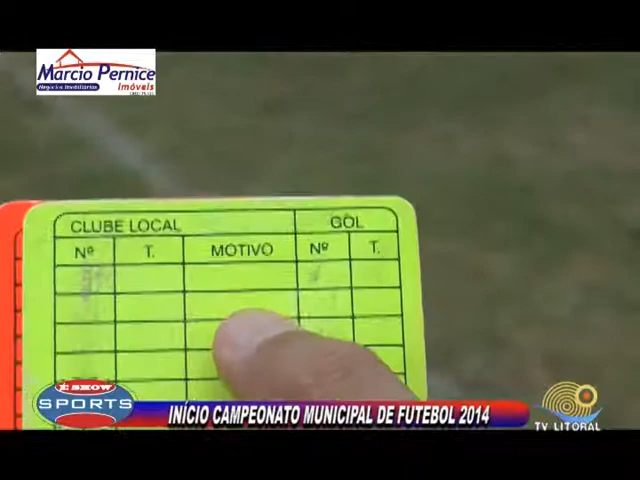 Marcio Pernice
Negócios Imobiliários
Imóveis
CLUBE LOCAL
GOL
Nº
T.
MOTIVO
Nº
T.
É SHOW
SPORTS
INÍCIO CAMPEONATO MUNICIPAL DE FUTEBOL 2014
TV LITORAL